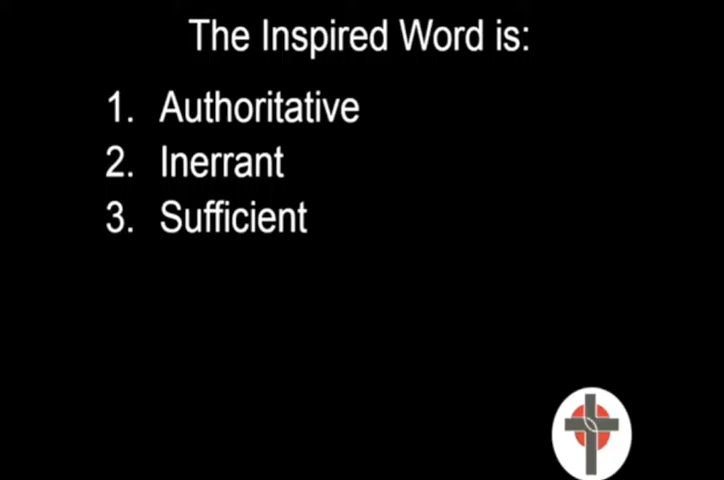 The Inspired Word is:
1. Authoritative
2. Inerrant
3. Sufficient